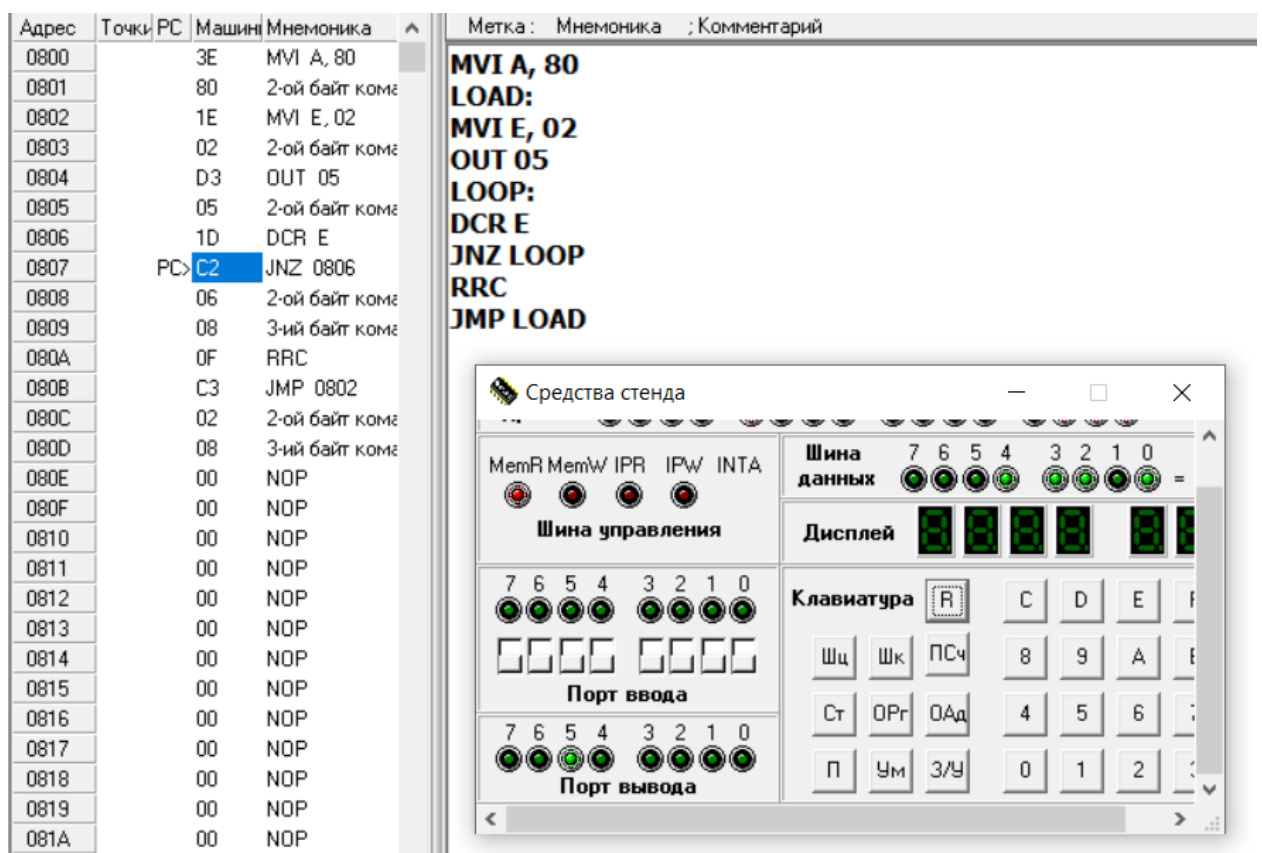 Адрес Точки PC Машин Мнемоника
0800 3E MVI A, 80
0801 80 2-ой байт кома
0802 1E MVI E, 02
0803 02 2-ой байт кома
0804 D3 OUT 05
0805 05 2-ой байт кома
0806 1D DCR E
0807 PC> C2 JNZ 0806
0808 06 2-ой байт кома
0809 08 3-ий байт кома
080A 0F RRC
080B C3 JMP 0802
080C 02 2-ой байт кома
080D 08 3-ий байт кома
080E 00 NOP
080F 00 NOP
0810 00 NOP
0811 00 NOP
0812 00 NOP
0813 00 NOP
0814 00 NOP
0815 00 NOP
0816 00 NOP
0817 00 NOP
0818 00 NOP
0819 00 NOP
081A 00 NOP
Метка : Мнемоника ; Комментарий
MVI A, 80
LOAD:
MVI E, 02
OUT 05
LOOP:
DCR E
JNZ LOOP
RRC
JMP LOAD
Средства стенда
MemR MemW IPR IPW INTA
Шина управления
Шина данных 7 6 5 4 3 2 1 0 =
Дисплей
7 6 5 4 3 2 1 0
Порт ввода
7 6 5 4 3 2 1 0
Порт вывода
Клавиатура R C D E
Шц Шк ПСч 8 9 A
Ст ОРг ОАд 4 5 6
П Ум З/У 0 1 2